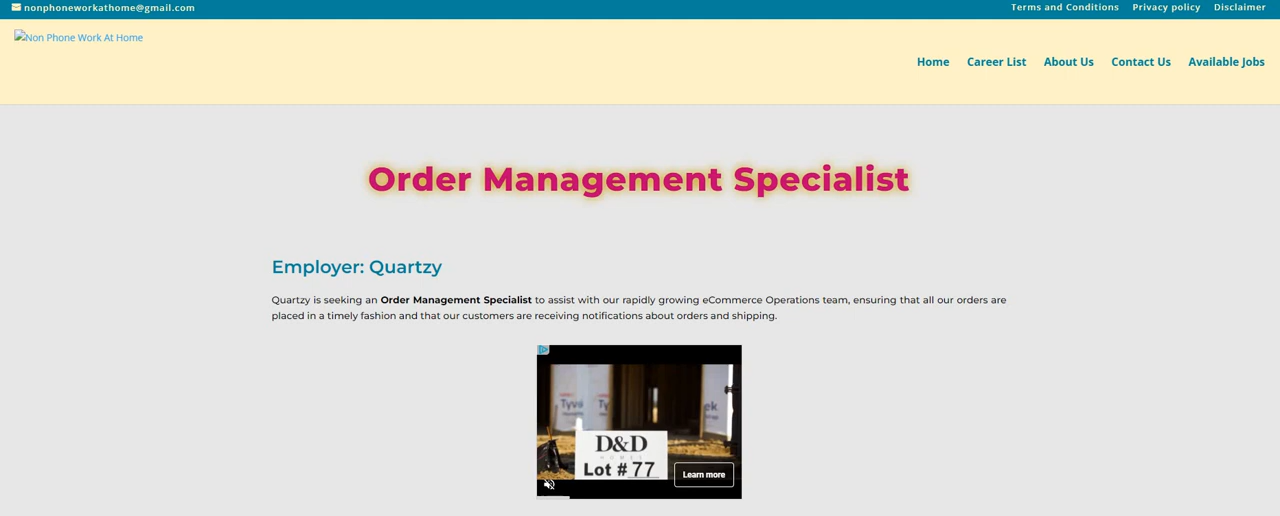 nonphoneworkathome@gmail.com
Terms and Conditions Privacy policy Disclaimer
Non Phone Work At Home
Home Career List About Us Contact Us Available Jobs
Order Management Specialist
Employer: Quartzy
Quartzy is seeking an Order Management Specialist to assist with our rapidly growing eCommerce Operations team, ensuring that all our orders are
placed in a timely fashion and that our customers are receiving notifications about orders and shipping.
D&D
HOMES
Lot # 77
Learn more